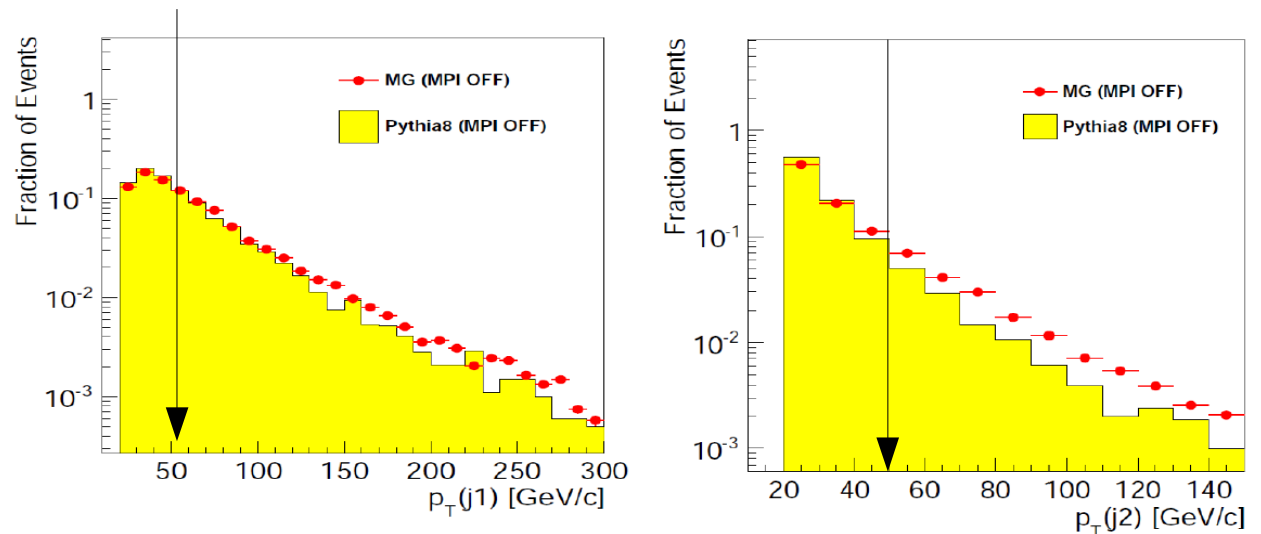 Fraction of Events
1
10⁻¹
10⁻²
10⁻³
MG (MPI OFF)
Pythia8 (MPI OFF)
50 100 150 200 250 300
p_T(j1) [GeV/c]
Fraction of Events
1
10⁻¹
10⁻²
10⁻³
MG (MPI OFF)
Pythia8 (MPI OFF)
20 40 60 80 100 120 140
p_T(j2) [GeV/c]